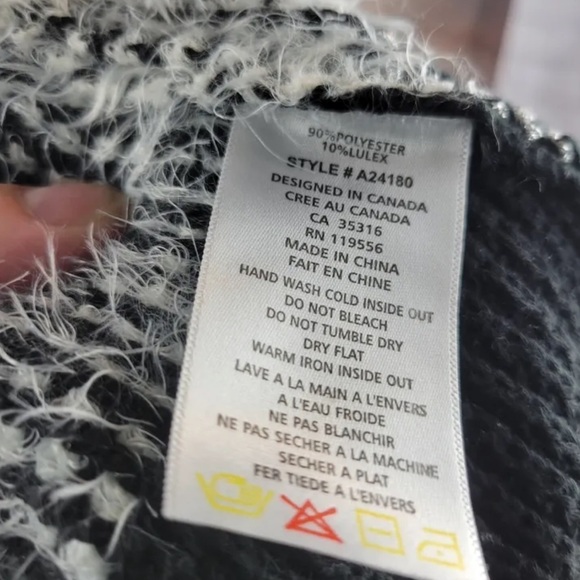 90%POLYESTER
10%LULEX
STYLE # A24180
DESIGNED IN CANADA
CREE AU CANADA
CA 35316
RN 119556
MADE IN CHINA
FAIT EN CHINE
HAND WASH COLD INSIDE OUT
DO NOT BLEACH
DO NOT TUMBLE DRY
DRY FLAT
WARM IRON INSIDE OUT
LAVE A LA MAIN A L'ENVERS
A L'EAU FROIDE
NE PAS BLANCHIR
NE PAS SECHER A LA MACHINE
SECHER A PLAT
FER TIEDE A L'ENVERS